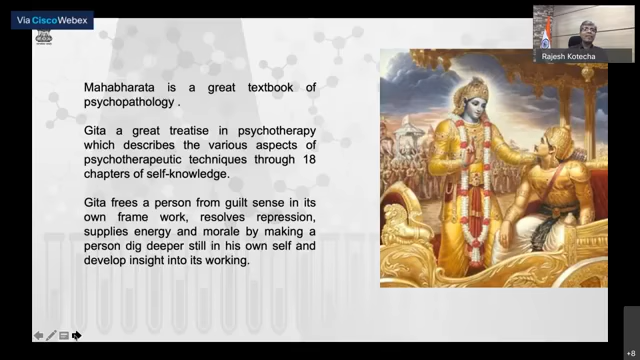 Via Cisco Webex
Mahabharata is a great textbook of
psychopathology .
Gita a great treatise in psychotherapy
which describes the various aspects of
psychotherapeutic techniques through 18
chapters of self-knowledge.
Gita frees a person from guilt sense in its
own frame work, resolves repression,
supplies energy and morale by making a
person dig deeper still in his own self and
develop insight into its working.
Rajesh Kotecha
+8